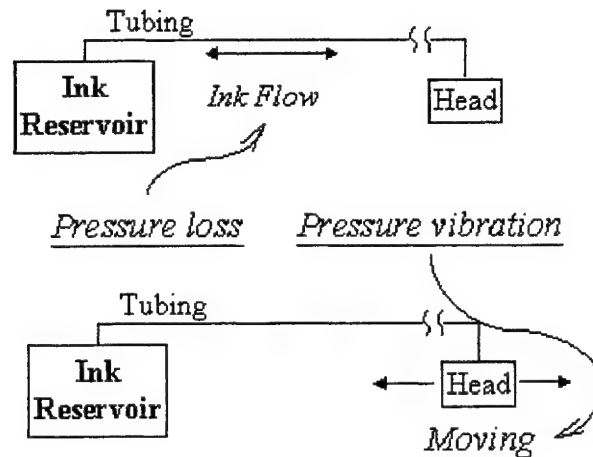 Tubing
Ink
Reservoir
Ink Flow
Head
Pressure loss
Pressure vibration
Tubing
Ink
Reservoir
Head
Moving